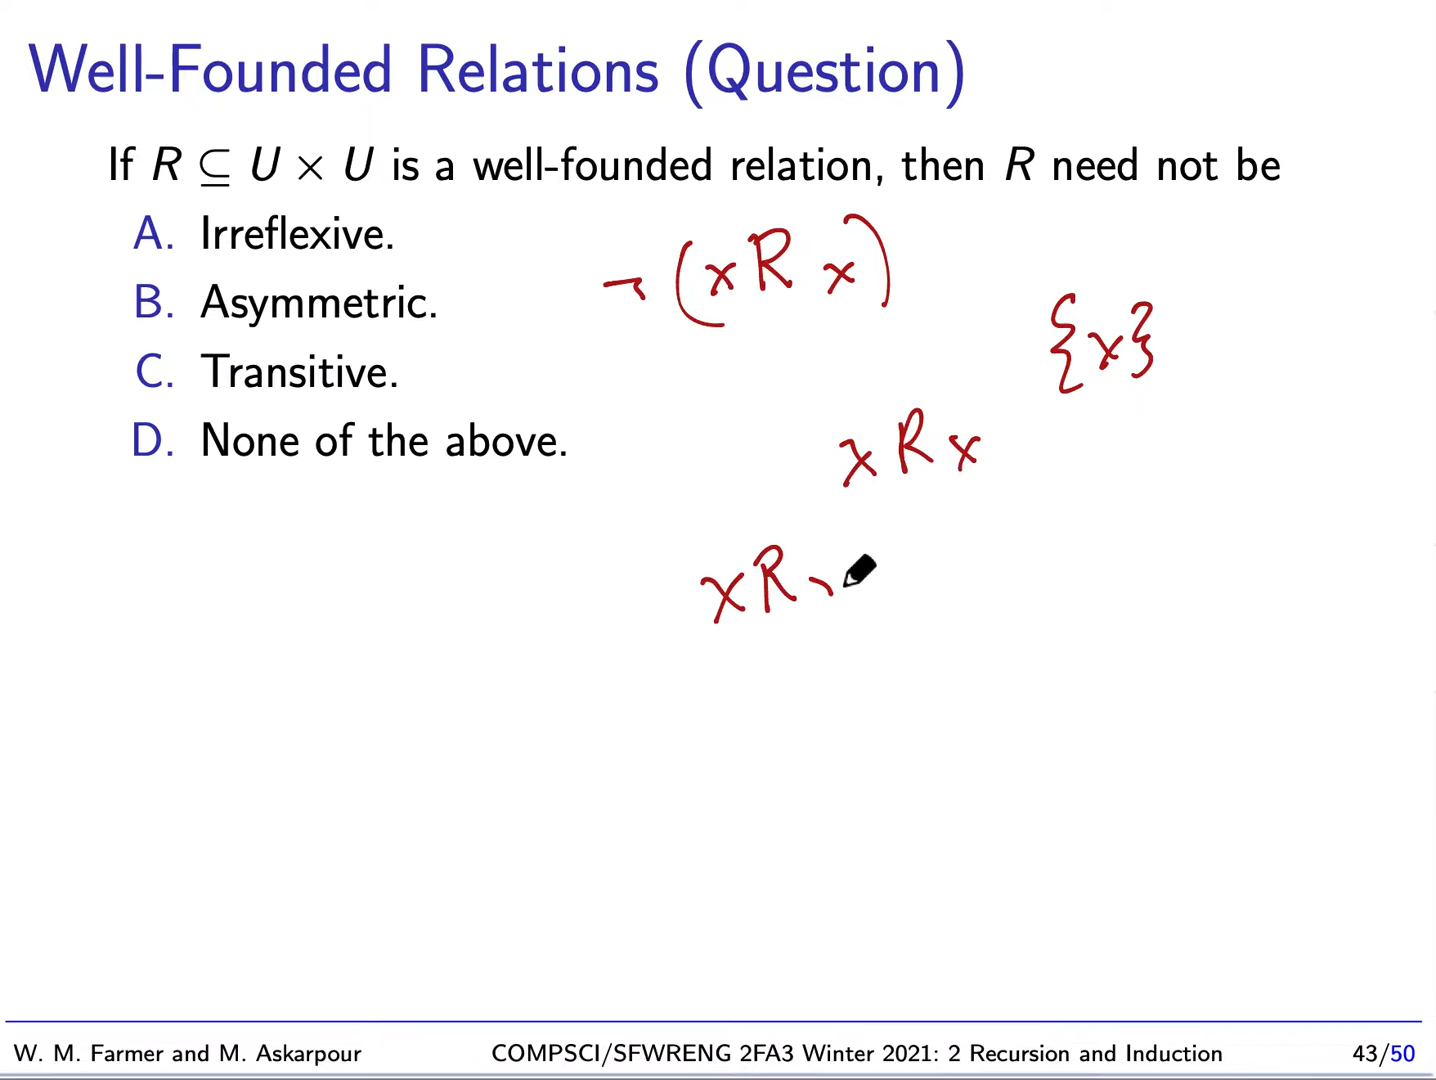 Well-Founded Relations (Question)
If R ⊆ U × U is a well-founded relation, then R need not be
A. Irreflexive.
¬(x R x)
B. Asymmetric.
{x}
C. Transitive.
D. None of the above.
x R x
x R
W. M. Farmer and M. Askarpour COMPSCI/SFWRENG 2FA3 Winter 2021: 2 Recursion and Induction 43/50